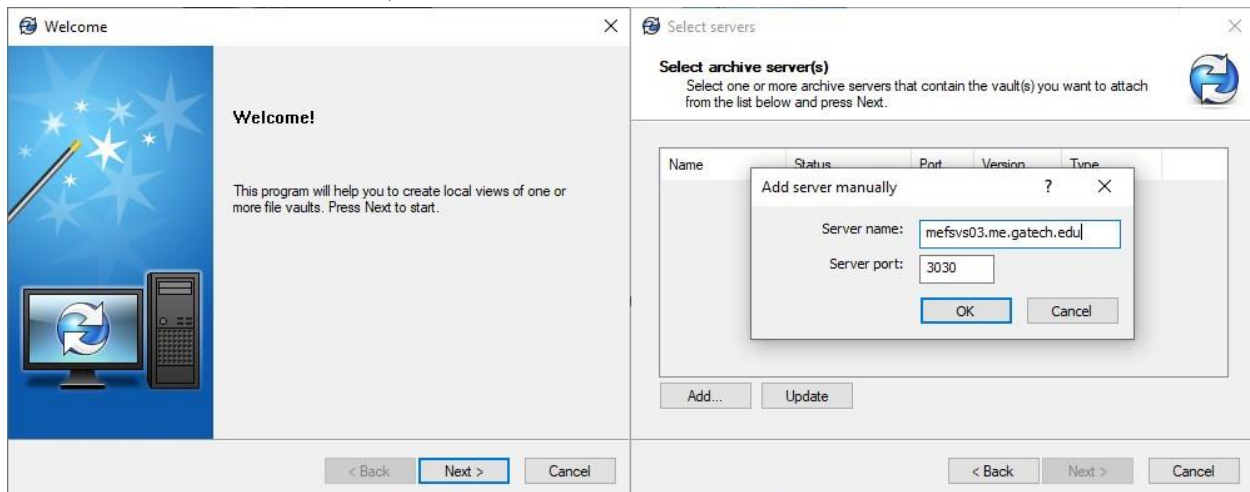 Welcome
Welcome!
This program will help you to create local views of one or
more file vaults. Press Next to start.
< Back
Next >
Cancel
Select servers
Select archive server(s)
Select one or more archive servers that contain the vault(s) you want to attach
from the list below and press Next.
Name Status Port Version Type
Add server manually ?
Server name: mefsvs03.me.gatech.edu
Server port: 3030
OK Cancel
Add... Update
< Back Next > Cancel